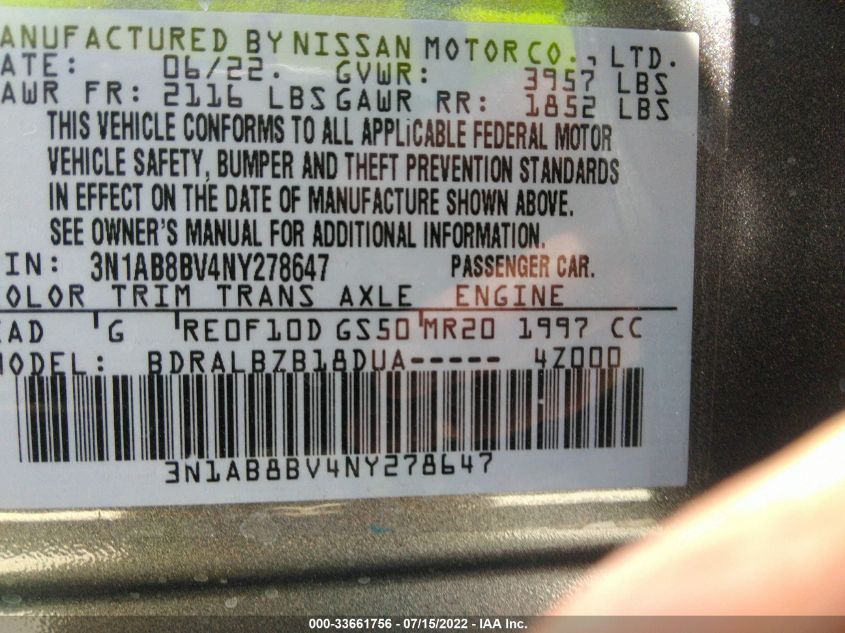 ANUFACTURED BY NISSAN MOTOR CO., LTD.
ATE: 06/22. GVWR: 3957 LBS
AWR FR: 2116 LBS GAWR RR: 1852 LBS
THIS VEHICLE CONFORMS TO ALL APPLiCABLE FEDERAL MOTOR
VEHICLE SAFETY, BUMPER AND THEFT PREVENTION STANDARDS
IN EFFECT ON THE DATE OF MANUFACTURE SHOWN ABOVE.
SEE OWNER'S MANUAL FOR ADDITIONAL INFORMATION.
IN: 3N1AB8BV4NY278647 PASSENGER CAR.
OLOR TRIM TRANS AXLE ENGINE
AD G RE0F10D GS50 MR20 1997 CC
MODEL: BDRALBZB18DUA----- 4Z000
3N1AB8BV4NY278647
000-33661756 - 07/15/2022 - IAA Inc.